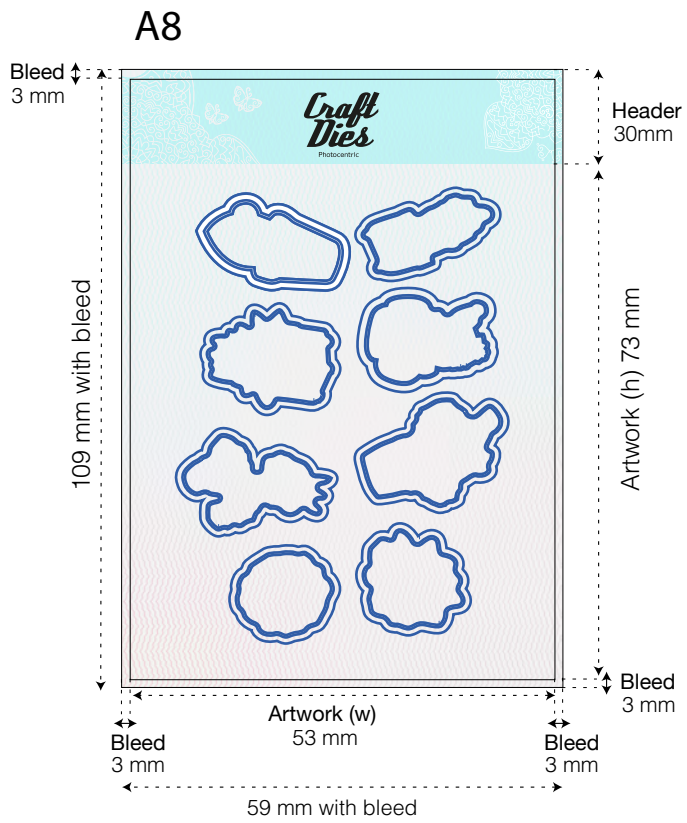 A8
Bleed
3 mm
Header
30mm
Craft
Dies
Photocentric
109 mm with bleed
Artwork (h) 73 mm
Bleed
3 mm
Artwork (w)
53 mm
Bleed
3 mm
Bleed
3 mm
59 mm with bleed